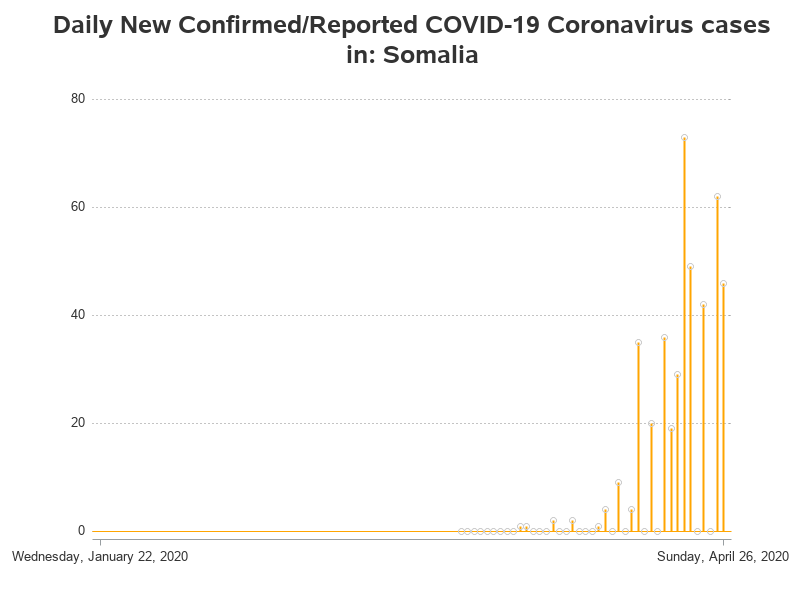 Daily New Confirmed/Reported COVID-19 Coronavirus cases
in: Somalia
80
60
40
20
0
Wednesday, January 22, 2020
Sunday, April 26, 2020